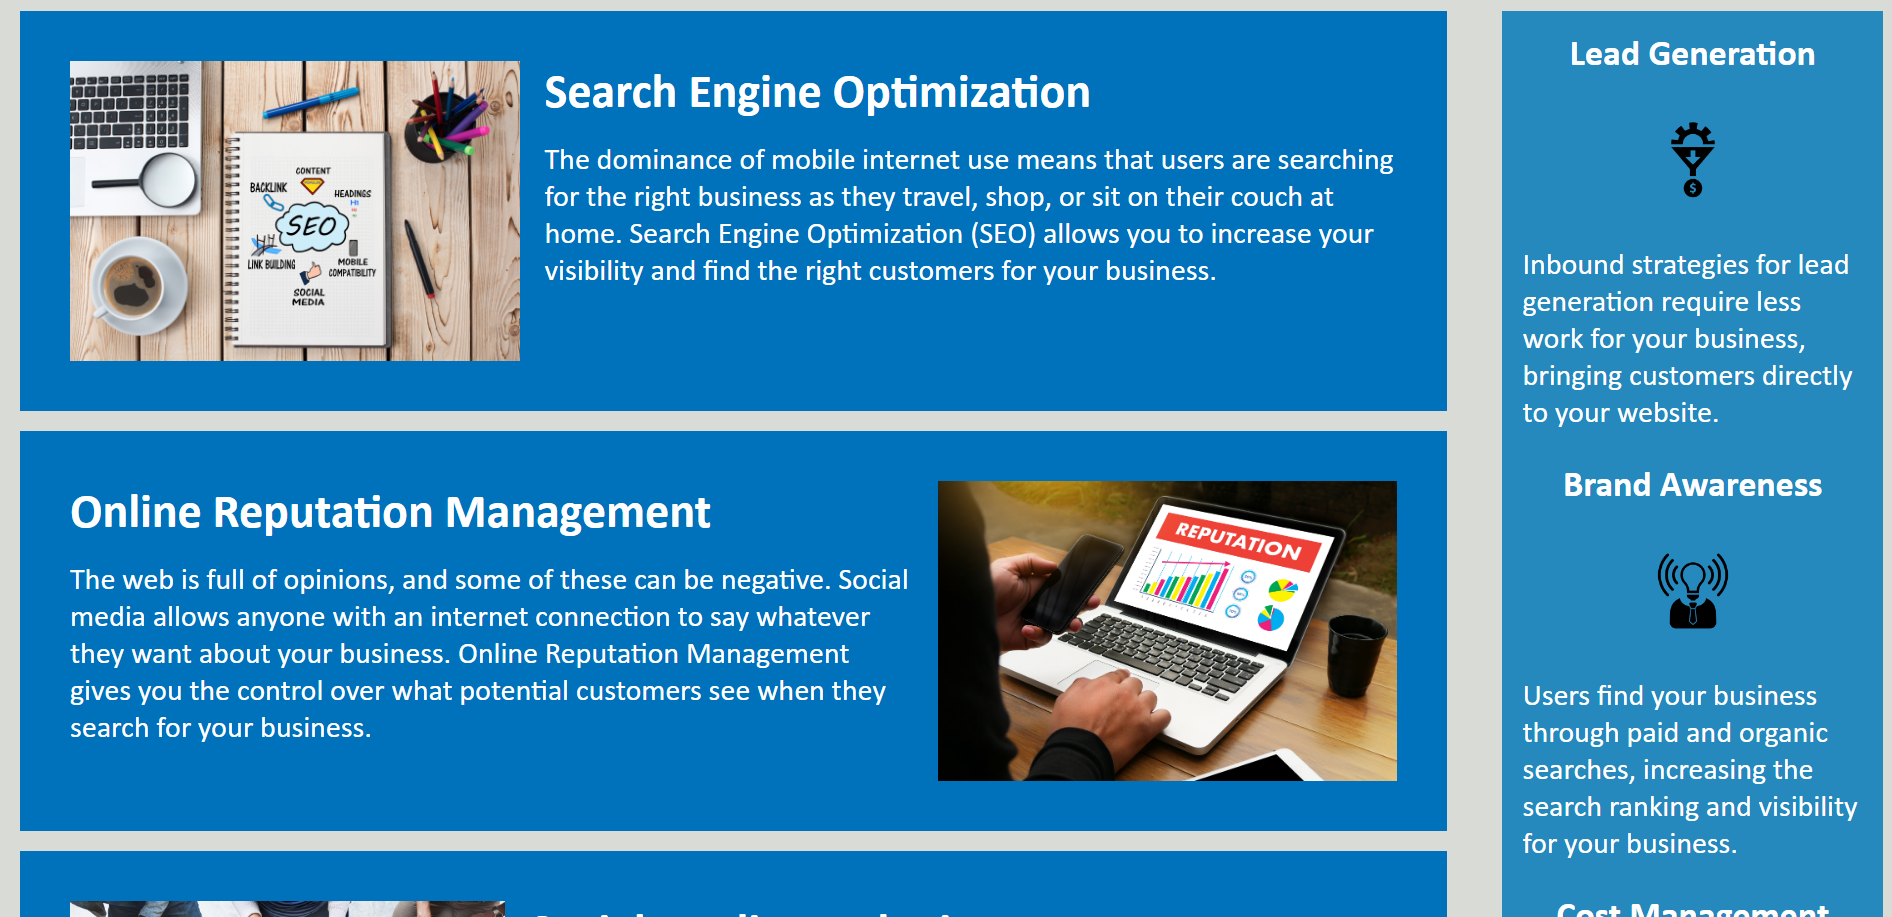 Search Engine Optimization
The dominance of mobile internet use means that users are searching
for the right business as they travel, shop, or sit on their couch at
home. Search Engine Optimization (SEO) allows you to increase your
visibility and find the right customers for your business.
CONTENT
BACKLINK
HEADINGS
H1
SEO
LINK BUILDING
MOBILE
COMPATIBILITY
SOCIAL
MEDIA
Online Reputation Management
The web is full of opinions, and some of these can be negative. Social
media allows anyone with an internet connection to say whatever
they want about your business. Online Reputation Management
gives you the control over what potential customers see when they
search for your business.
REPUTATION
Lead Generation
$
Inbound strategies for lead
generation require less
work for your business,
bringing customers directly
to your website.
Brand Awareness
Users find your business
through paid and organic
searches, increasing the
search ranking and visibility
for your business.
Cost Management